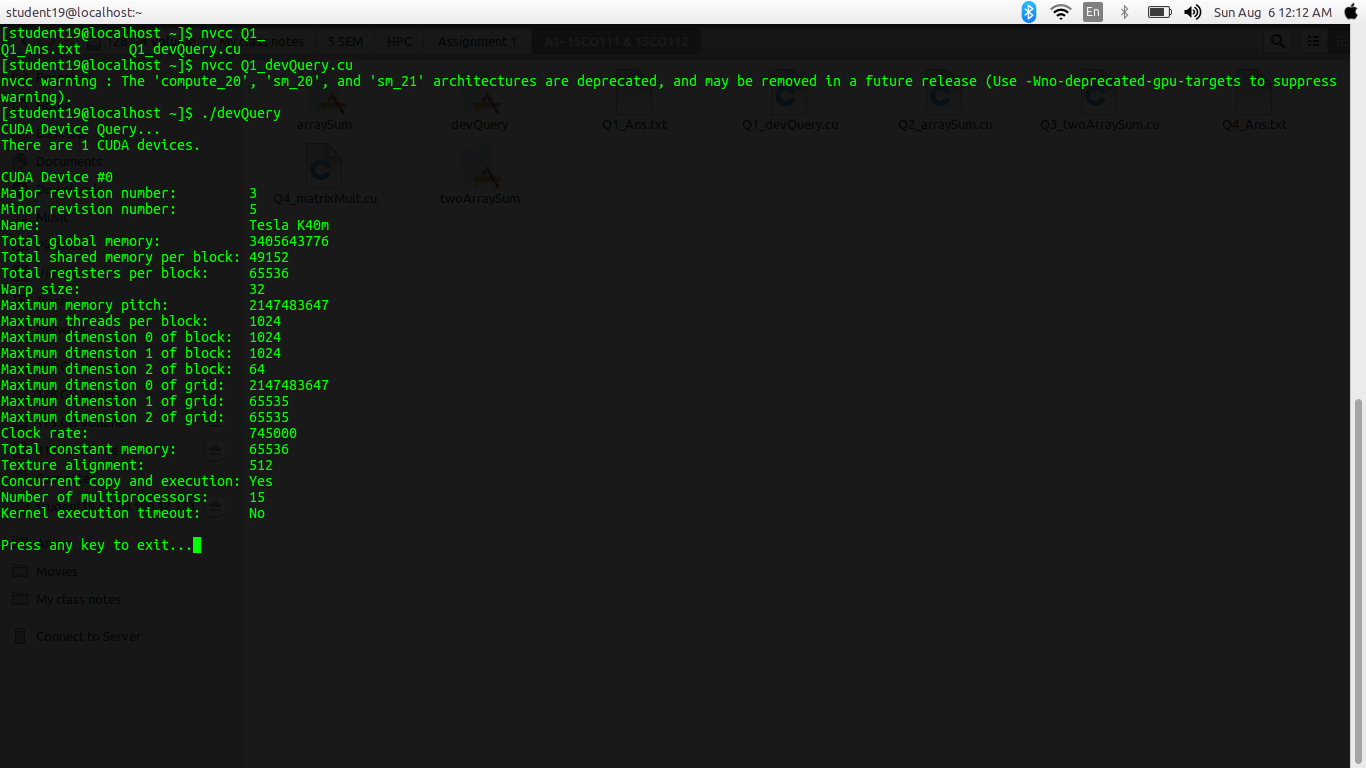 student19@localhost:~
En
Sun Aug 6 12:12 AM
[student19@localhost ~]$ nvcc Q1_
Q1_Ans.txt      Q1_devQuery.cu
[student19@localhost ~]$ nvcc Q1_devQuery.cu
nvcc warning : The 'compute_20', 'sm_20', and 'sm_21' architectures are deprecated, and may be removed in a future release (Use -Wno-deprecated-gpu-targets to suppress
warning).
[student19@localhost ~]$ ./devQuery
CUDA Device Query...
There are 1 CUDA devices.
CUDA Device #0
Major revision number:         3
Minor revision number:         5
Name:                          Tesla K40m
Total global memory:           3405643776
Total shared memory per block: 49152
Total registers per block:     65536
Warp size:                     32
Maximum memory pitch:          2147483647
Maximum threads per block:     1024
Maximum dimension 0 of block:  1024
Maximum dimension 1 of block:  1024
Maximum dimension 2 of block:  64
Maximum dimension 0 of grid:   2147483647
Maximum dimension 1 of grid:   65535
Maximum dimension 2 of grid:   65535
Clock rate:                    745000
Total constant memory:         65536
Texture alignment:             512
Concurrent copy and execution: Yes
Number of multiprocessors:     15
Kernel execution timeout:      No
Press any key to exit...
class notes
5 SEM
HPC
Assignment 1
A1- 15CO111 & 15CO112
arraySum
devQuery
Q1_Ans.txt
Q1_devQuery.cu
Q2_arraySum.cu
Q3_twoArraySum.cu
Q4_Ans.txt
Q4_matrixMult.cu
twoArraySum
Documents
Music
Movies
My class notes
Connect to Server